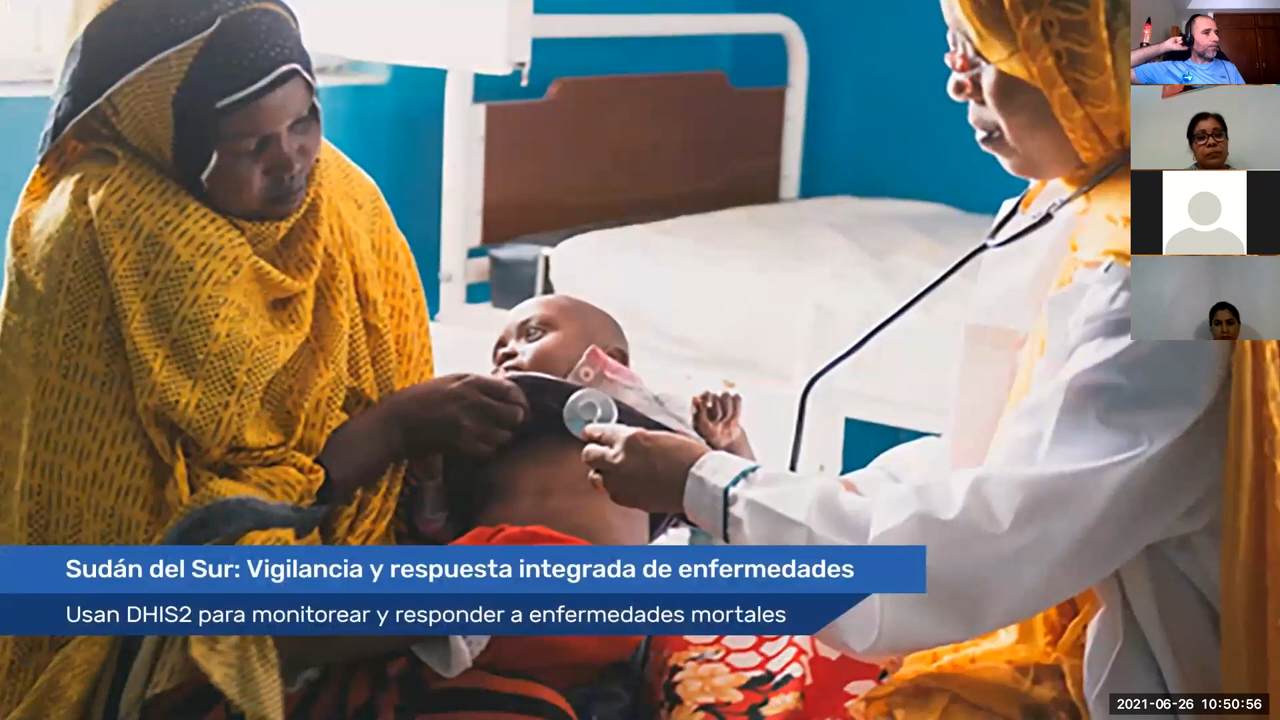 Sudán del Sur: Vigilancia y respuesta integrada de enfermedades
Usan DHIS2 para monitorear y responder a enfermedades mortales
2021-06-26 10:50:56